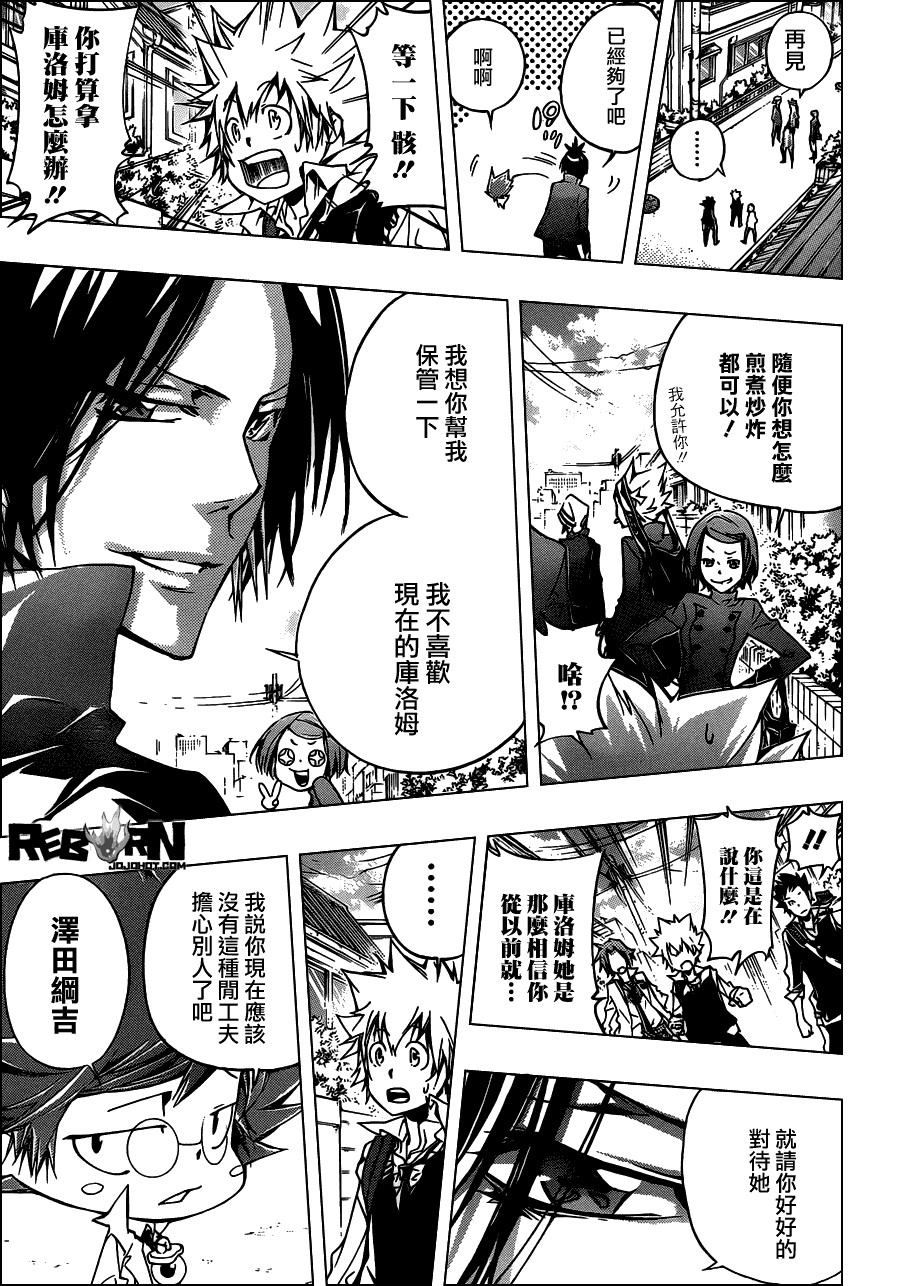 再見
……
已經夠了吧
啊啊
等一下 骸!!
你打算拿
庫洛姆怎麼辦!!
隨便你想怎麼
煎煮炒炸
都可以!
我允許你!!
啥!?
我想你幫我
保管一下
我不喜歡
現在的庫洛姆
!!
你這是在
說什麼!!
庫洛姆她是
那麼相信你
從以前就…
就請你好好的
對待她
……
我說你現在應該
沒有這種閒工夫
擔心別人了吧
澤田綱吉
REBORN
JOJOHOT.COM